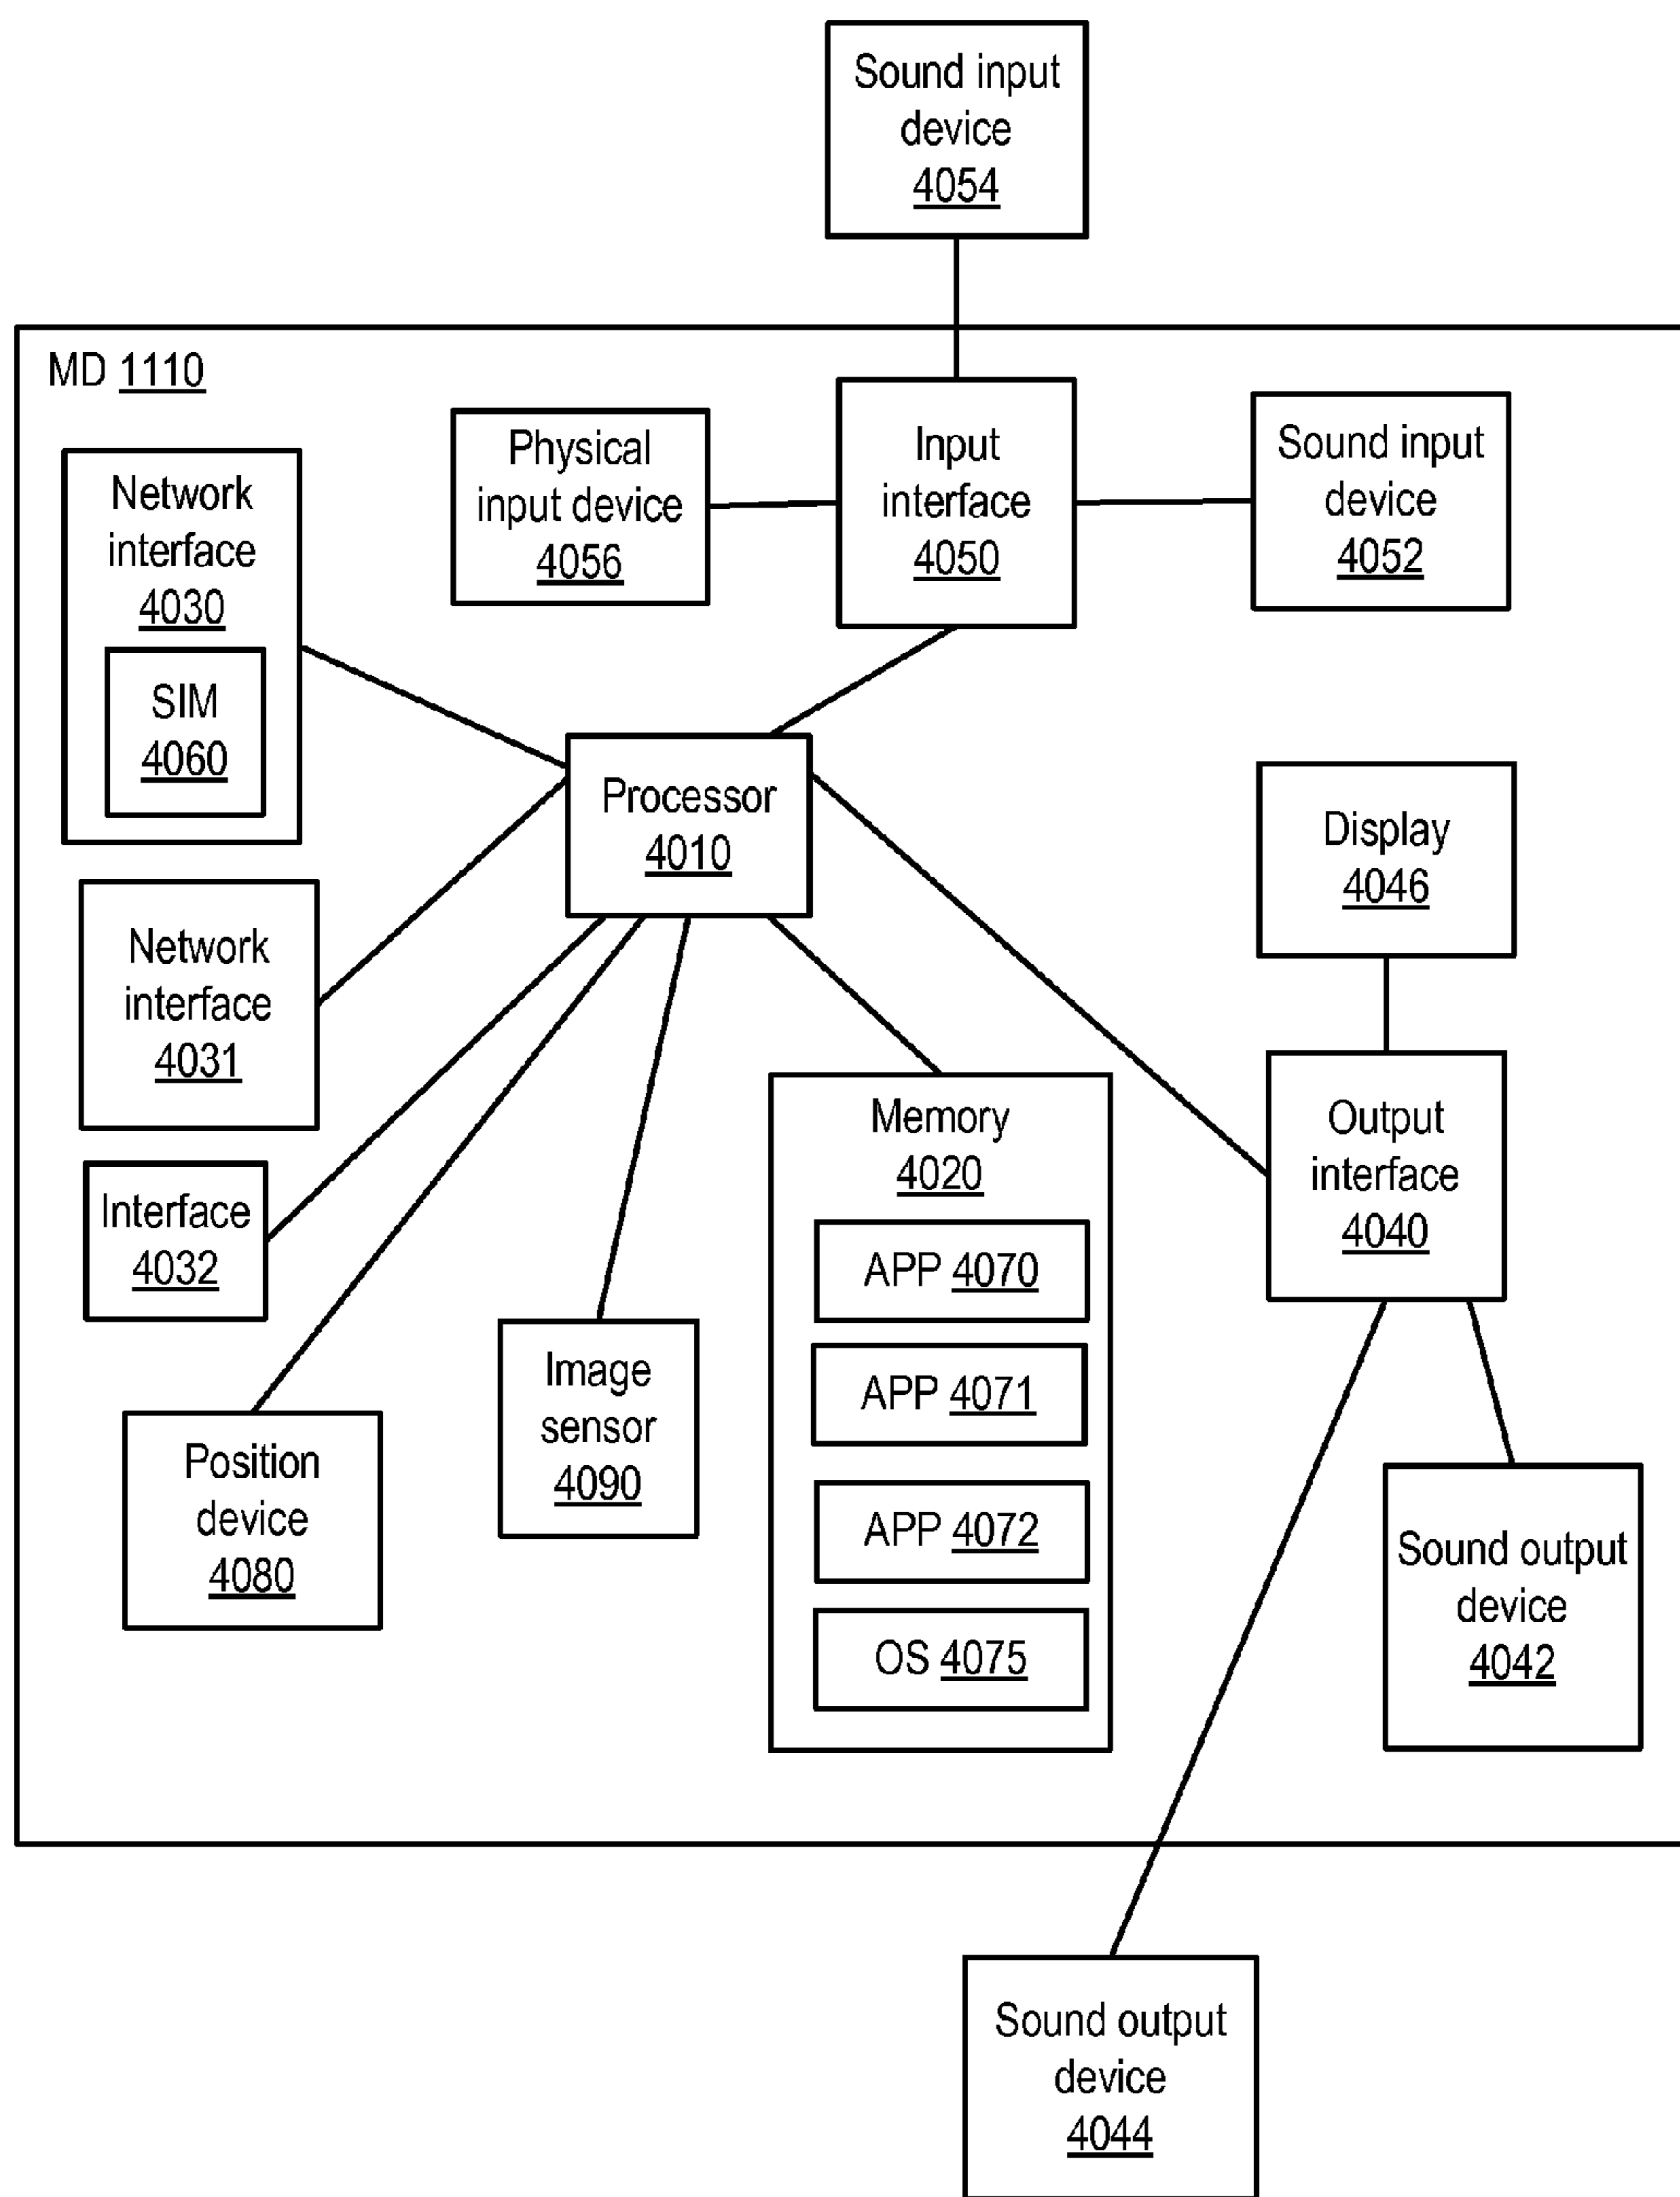 Sound input
device
4054
MD 1110
Physical
input device
4056
Input
interface
4050
Sound input
device
4052
Network
interface
4030
SIM
4060
Processor
4010
Display
4046
Network
interface
4031
Memory
4020
APP 4070
APP 4071
APP 4072
OS 4075
Output
interface
4040
Interface
4032
Image
sensor
4090
Position
device
4080
Sound output
device
4042
Sound output
device
4044